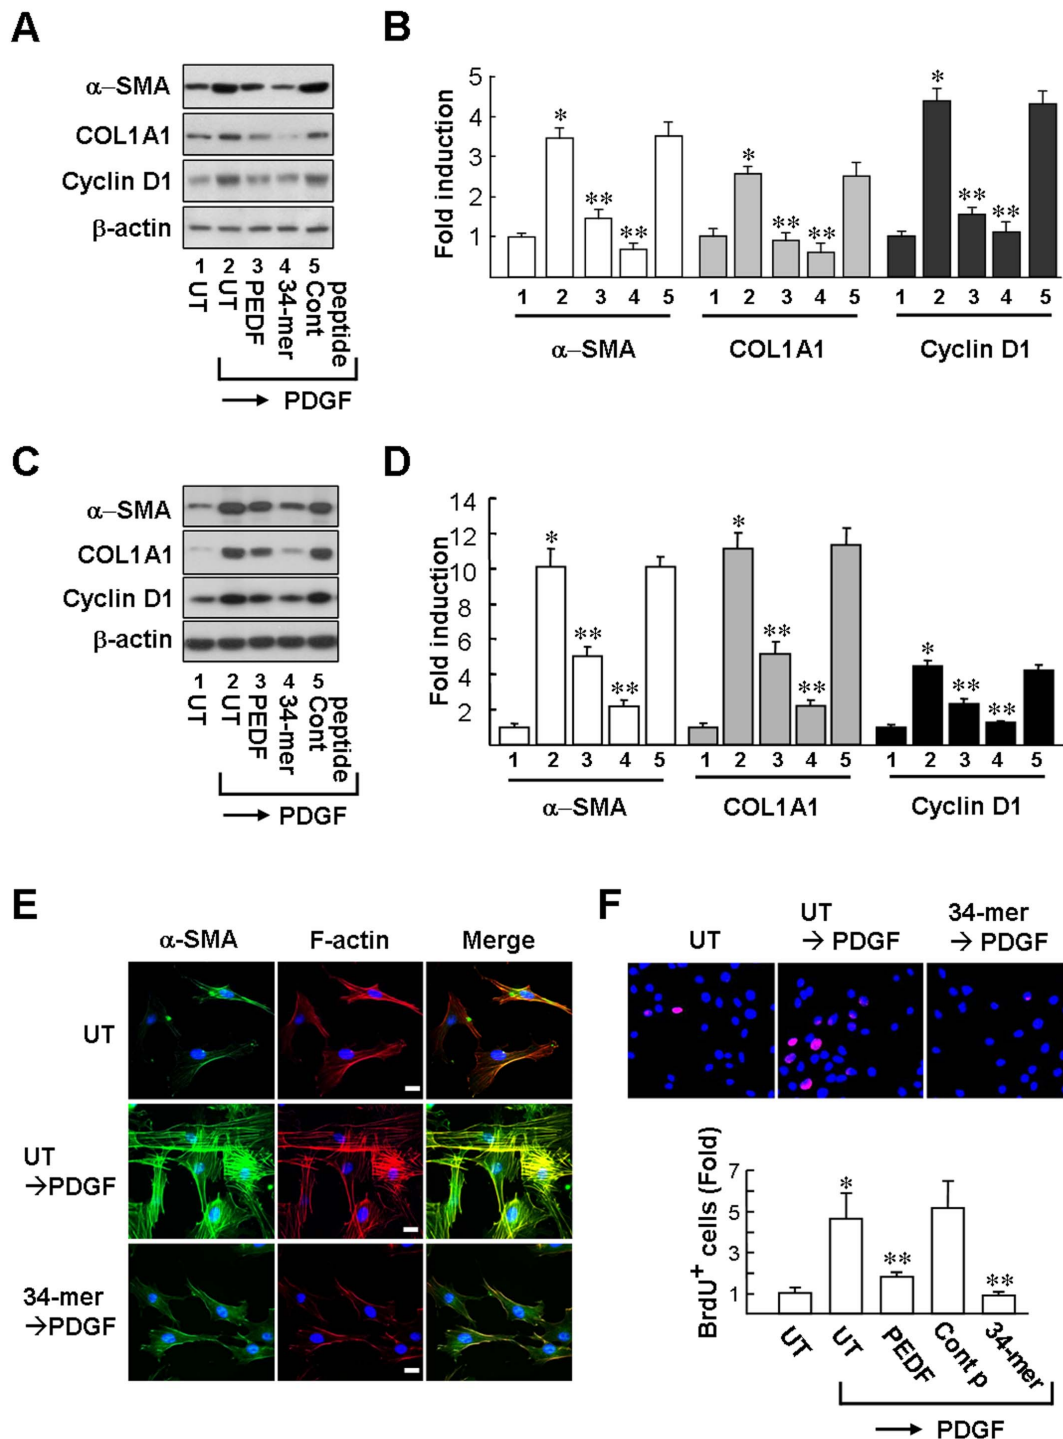 A
α−SMA
COL1A1
Cyclin D1
β-actin
1 2 3 4 5
UT UT PEDF 34-mer Cont peptide
→ PDGF
B
Fold induction
5
4
3
2
1
* ** **
* ** **
* ** **
1 2 3 4 5 1 2 3 4 5 1 2 3 4 5
α−SMA COL1A1 Cyclin D1
C
α−SMA
COL1A1
Cyclin D1
β-actin
1 2 3 4 5
UT UT PEDF 34-mer Cont peptide
→ PDGF
D
Fold induction
14
12
10
8
6
4
2
* ** **
* ** **
* ** **
1 2 3 4 5 1 2 3 4 5 1 2 3 4 5
α−SMA COL1A1 Cyclin D1
E
α-SMA F-actin Merge
UT
UT
→PDGF
34-mer
→PDGF
F
UT
UT
→ PDGF
34-mer
→ PDGF
BrdU+ cells (Fold)
7
5
3
1
* ** **
UT UT PEDF Cont p 34-mer
→ PDGF